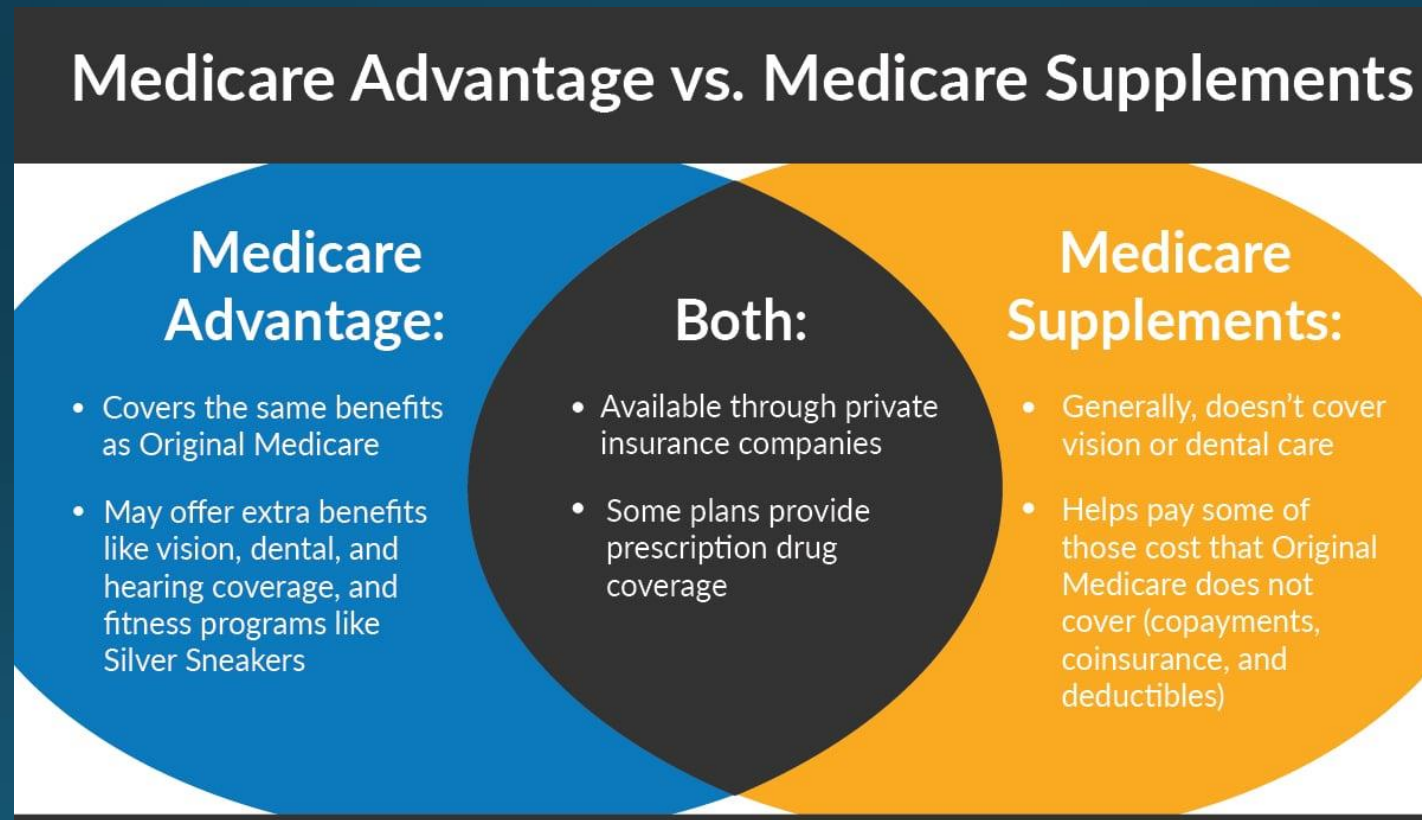 Medicare Advantage vs. Medicare Supplements
Medicare
Advantage:
• Covers the same benefits
as Original Medicare
• May offer extra benefits
like vision, dental, and
hearing coverage, and
fitness programs like
Silver Sneakers
Both:
• Available through private
insurance companies
• Some plans provide
prescription drug
coverage
Medicare
Supplements:
• Generally, doesn’t cover
vision or dental care
• Helps pay some of
those cost that Original
Medicare does not
cover (copayments,
coinsurance, and
deductibles)